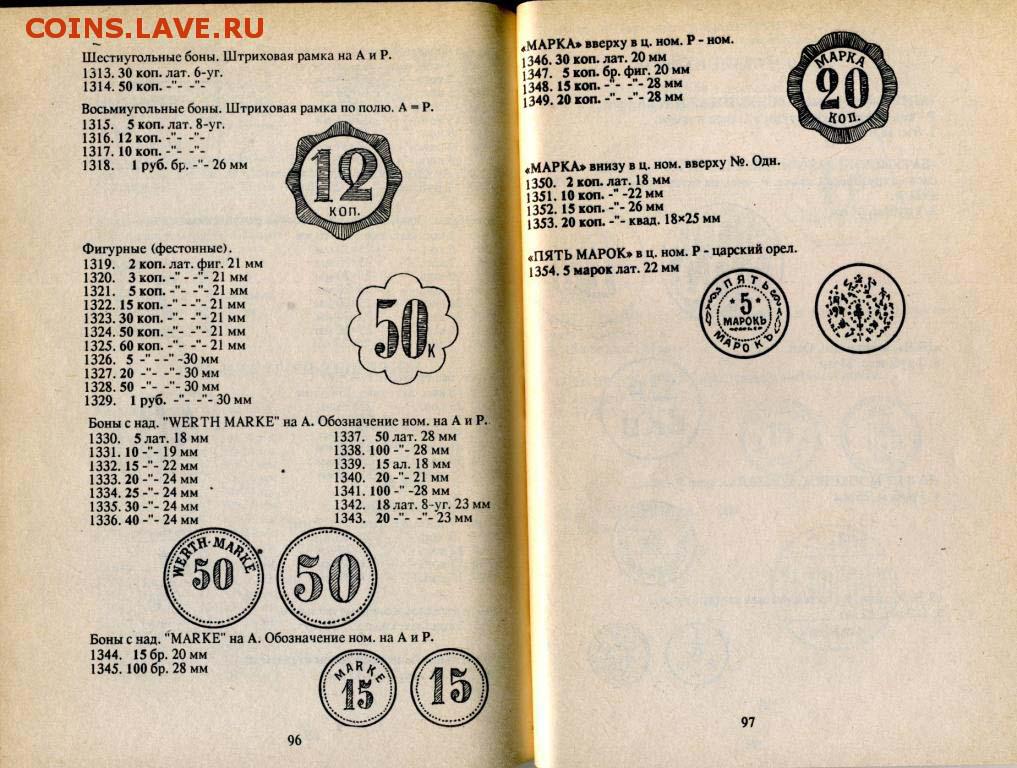 COINS.LAVE.RU
Шестиугольные боны. Штриховая рамка на А и Р.
1313. 30 коп. лат. 6-уг.
1314. 50 коп. -"- -"-
Восьмиугольные боны. Штриховая рамка по полю. А = Р.
1315. 5 коп. лат. 8-уг.
1316. 12 коп. -"- -"-
1317. 10 коп. -"- -"-
1318. 1 руб. бр. -"- 26 мм
12
КОП.
Фигурные (фестонные).
1319. 2 коп. лат. фиг. 21 мм
1320. 3 коп. -"- -"- 21 мм
1321. 5 коп. -"- -"- 21 мм
1322. 15 коп. -"- -"- 21 мм
1323. 30 коп. -"- -"- 21 мм
1324. 50 коп. -"- -"- 21 мм
1325. 60 коп. -"- -"- 21 мм
1326. 5 -"- -"- -30 мм
1327. 20 -"- -"- 30 мм
1328. 50 -"- -"- 30 мм
1329. 1 руб. -"- -"- 30 мм
50 К
Боны с над. "WERTH MARKE" на А. Обозначение ном. на А и Р.
1330. 5 лат. 18 мм
1331. 10 -"- 19 мм
1332. 15 -"- 22 мм
1333. 20 -"- 24 мм
1334. 25 -"- 24 мм
1335. 30 -"- 24 мм
1336. 40 -"- 24 мм
1337. 50 лат. 28 мм
1338. 100 -"- 28 мм
1339. 15 ал. 18 мм
1340. 20 -"- 21 мм
1341. 100 -" -28 мм
1342. 18 лат. 8-уг. 23 мм
1343. 20 -"- -"- 23 мм
WERTH-MARKE
50
50
Боны с над. "MARKE" на А. Обозначение ном. на А и Р.
1344. 15 бр. 20 мм
1345. 100 бр. 28 мм
MARKE
15
15
96
«МАРКА» вверху в ц. ном. Р - ном.
1346. 30 коп. лат. 20 мм
1347. 5 коп. бр. фиг. 20 мм
1348. 15 коп. -"- -"- 28 мм
1349. 20 коп. -"- -"- 28 мм
МАРКА
20
КОП.
«МАРКА» внизу в ц. ном. вверху №. Одн.
1350. 2 коп. лат. 18 мм
1351. 10 коп. -" -22 мм
1352. 15 коп. -"- 26 мм
1353. 20 коп. -"- квад. 18×25 мм
«ПЯТЬ МАРОК» в ц. ном. Р - царский орел.
1354. 5 марок лат. 22 мм
ПЯТЬ
* 5 *
МАРОКЪ
МАРОКЪ
97